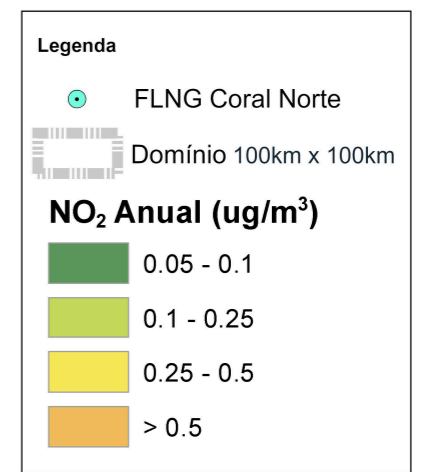 Legenda
FLNG Coral Norte
Domínio 100km x 100km
NO₂ Anual (ug/m³)
0.05 - 0.1
0.1 - 0.25
0.25 - 0.5
> 0.5